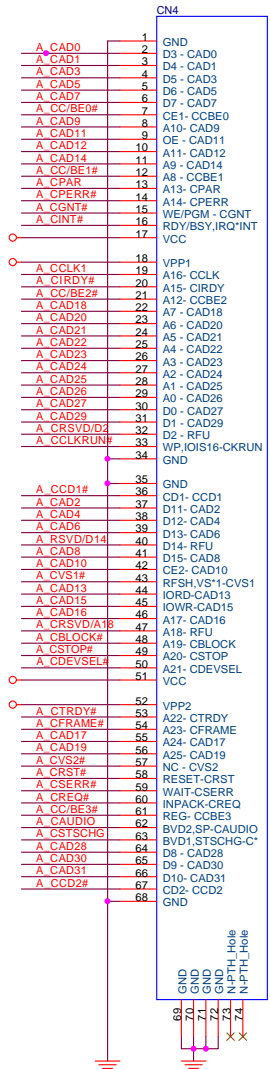 CN4
1 GND
A_CAD0 2 D3 - CAD0
A_CAD1 3 D4 - CAD1
A_CAD3 4 D5 - CAD3
A_CAD5 5 D6 - CAD5
A_CAD7 6 D7 - CAD7
A_CC/BE0# 7 CE1- CCBE0
A_CAD9 8 A10- CAD9
A_CAD11 9 OE - CAD11
A_CAD12 10 A11- CAD12
A_CAD14 11 A9 - CAD14
A_CC/BE1# 12 A8 - CCBE1
A_CPAR 13 A13- CPAR
A_CPERR# 14 A14- CPERR
A_CGNT# 15 WE/PGM - CGNT
A_CINT# 16 RDY/BSY,IRQ*INT
17 VCC
18 VPP1
A_CCLK1 19 A16- CCLK
A_CIRDY# 20 A15- CIRDY
A_CC/BE2# 21 A12- CCBE2
A_CAD18 22 A7 - CAD18
A_CAD20 23 A6 - CAD20
A_CAD21 24 A5 - CAD21
A_CAD22 25 A4 - CAD22
A_CAD23 26 A3 - CAD23
A_CAD24 27 A2 - CAD24
A_CAD25 28 A1 - CAD25
A_CAD26 29 A0 - CAD26
A_CAD27 30 D0 - CAD27
A_CAD29 31 D1 - CAD29
A_CRSVD/D2 32 D2 - RFU
A_CCLKRUN# 33 WP,IOIS16-CKRUN
34 GND
35 GND
A_CCD1# 36 CD1- CCD1
A_CAD2 37 D11- CAD2
A_CAD4 38 D12- CAD4
A_CAD6 39 D13- CAD6
A_RSVD/D14 40 D14- RFU
A_CAD8 41 D15- CAD8
A_CAD10 42 CE2- CAD10
A_CVS1# 43 RFSH,VS*1-CVS1
A_CAD13 44 IORD-CAD13
A_CAD15 45 IOWR-CAD15
A_CAD16 46 A17- CAD16
A_CRSVD/A18 47 A18- RFU
A_CBLOCK# 48 A19- CBLOCK
A_CSTOP# 49 A20- CSTOP
A_CDEVSEL# 50 A21- CDEVSEL
51 VCC
52 VPP2
A_CTRDY# 53 A22- CTRDY
A_CFRAME# 54 A23- CFRAME
A_CAD17 55 A24- CAD17
A_CAD19 56 A25- CAD19
A_CVS2# 57 NC - CVS2
A_CRST# 58 RESET-CRST
A_CSERR# 59 WAIT-CSERR
A_CREQ# 60 INPACK-CREQ
A_CC/BE3# 61 REG- CCBE3
A_CAUDIO 62 BVD2,SP-CAUDIO
A_CSTSCHG 63 BVD1,STSCHG-C*
A_CAD28 64 D8 - CAD28
A_CAD30 65 D9 - CAD30
A_CAD31 66 D10- CAD31
A_CCD2# 67 CD2- CCD2
68 GND
69 GND
70 GND
71 GND
72 GND
73 N-PTH_Hole
74 N-PTH_Hole